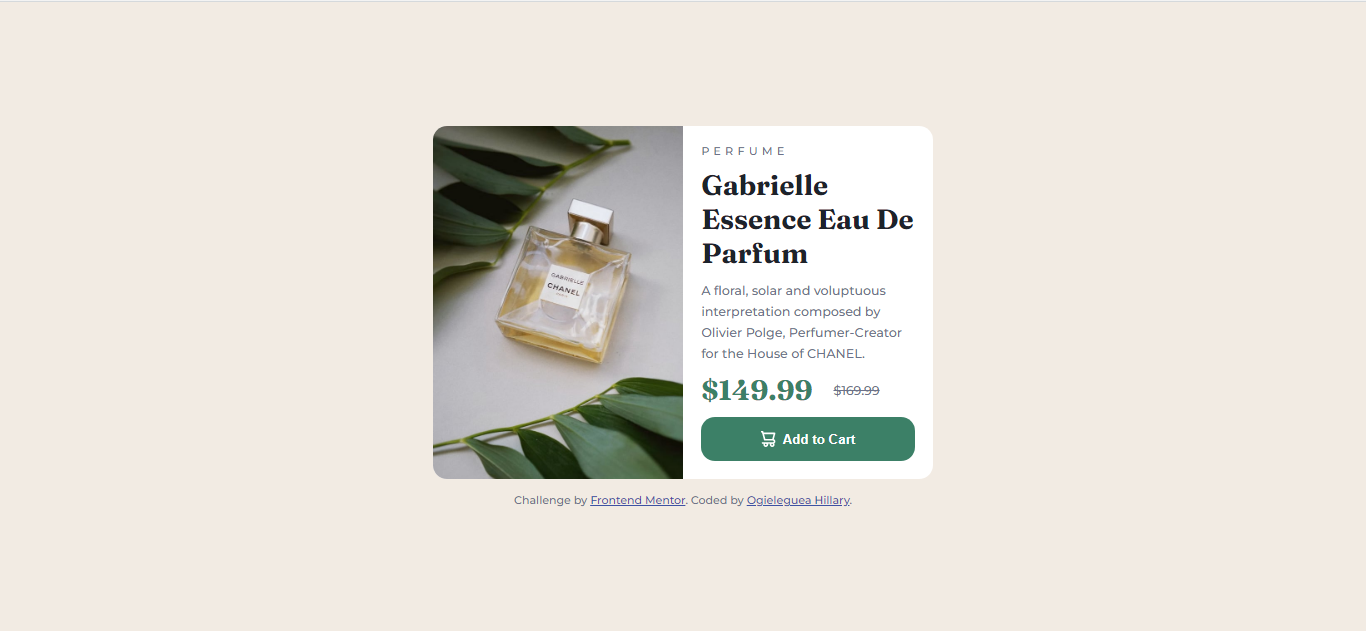 GABRIELLE
CHANEL
PERFUME
Gabrielle
Essence Eau De
Parfum
A floral, solar and voluptuous
interpretation composed by
Olivier Polge, Perfumer-Creator
for the House of CHANEL.
$149.99 $169.99
Add to Cart
Challenge by Frontend Mentor. Coded by Ogieleguea Hillary.